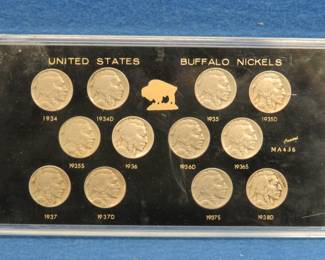 UNITED STATES BUFFALO NICKELS
1934 1934D 1935 1935D
MA436
1935S 1936 1936D 1936S
1937 1937D 1937S 1938D